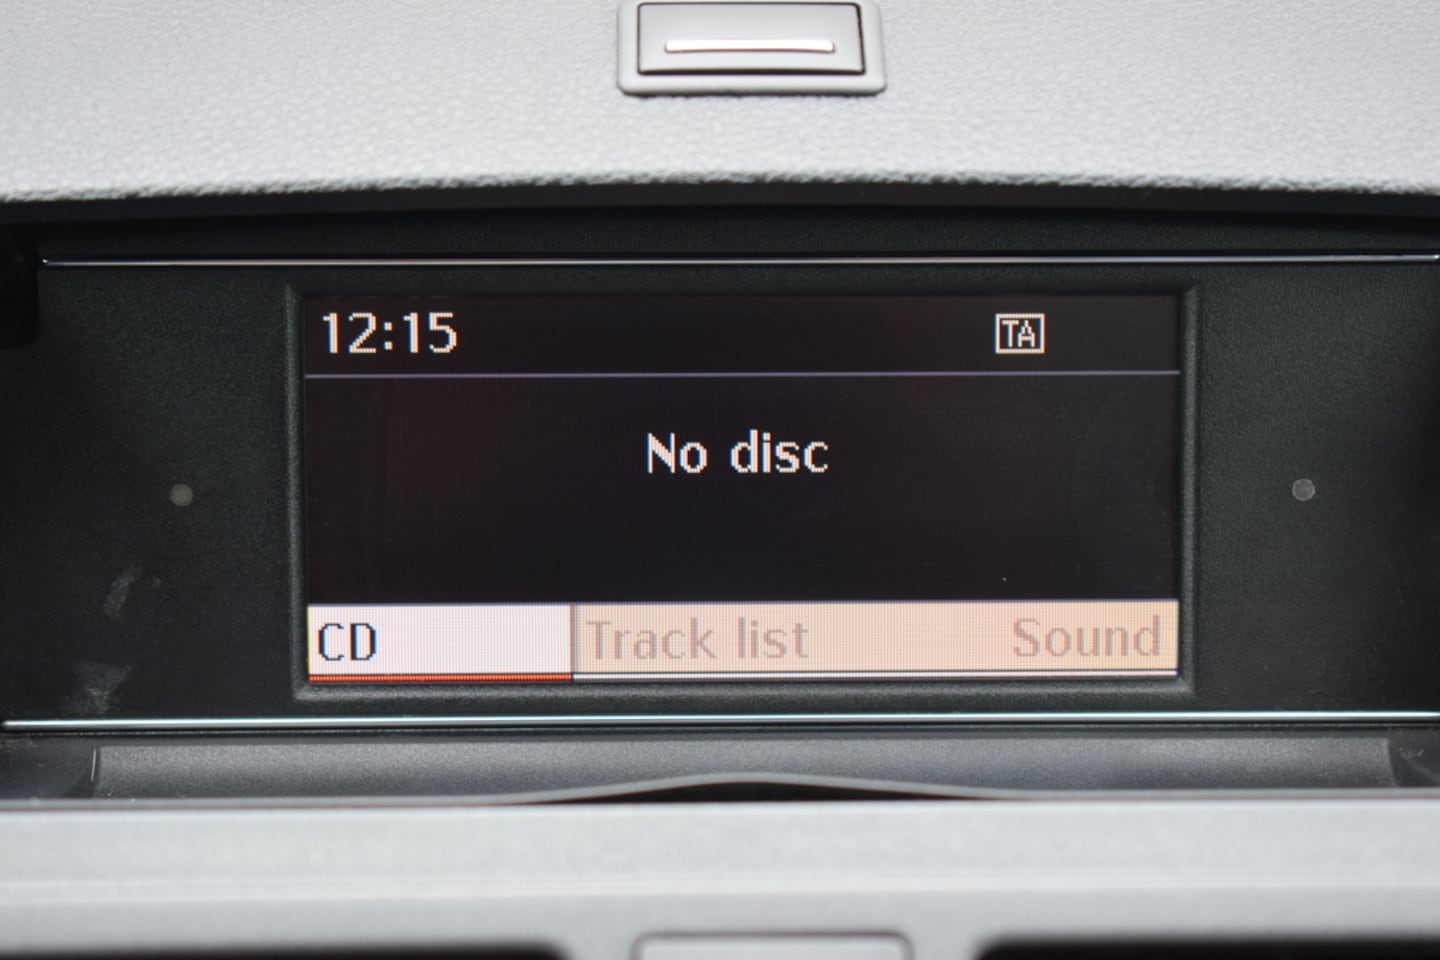 12:15 TA
No disc
CD Track list Sound